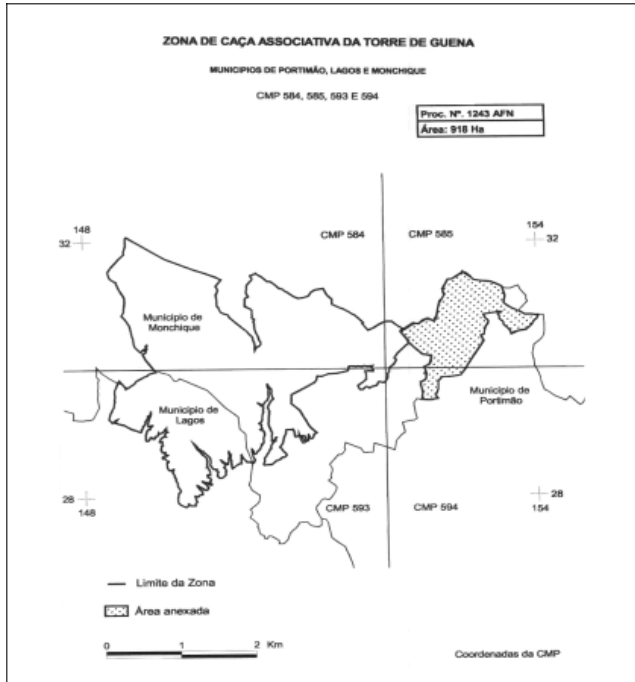 ZONA DE CAÇA ASSOCIATIVA DA TORRE DE GUENA
MUNICIPIOS DE PORTIMÃO, LAGOS E MONCHIQUE
CMP 584, 585, 593 E 594
Proc. Nº. 1243 AFN
Área: 918 Ha
148
32
CMP 584
CMP 585
154
32
Município de
Monchique
Município de
Lagos
Município de
Portimão
28
148
CMP 593
CMP 594
28
154
Limite da Zona
Área anexada
0 1 2 Km
Coordenadas da CMP